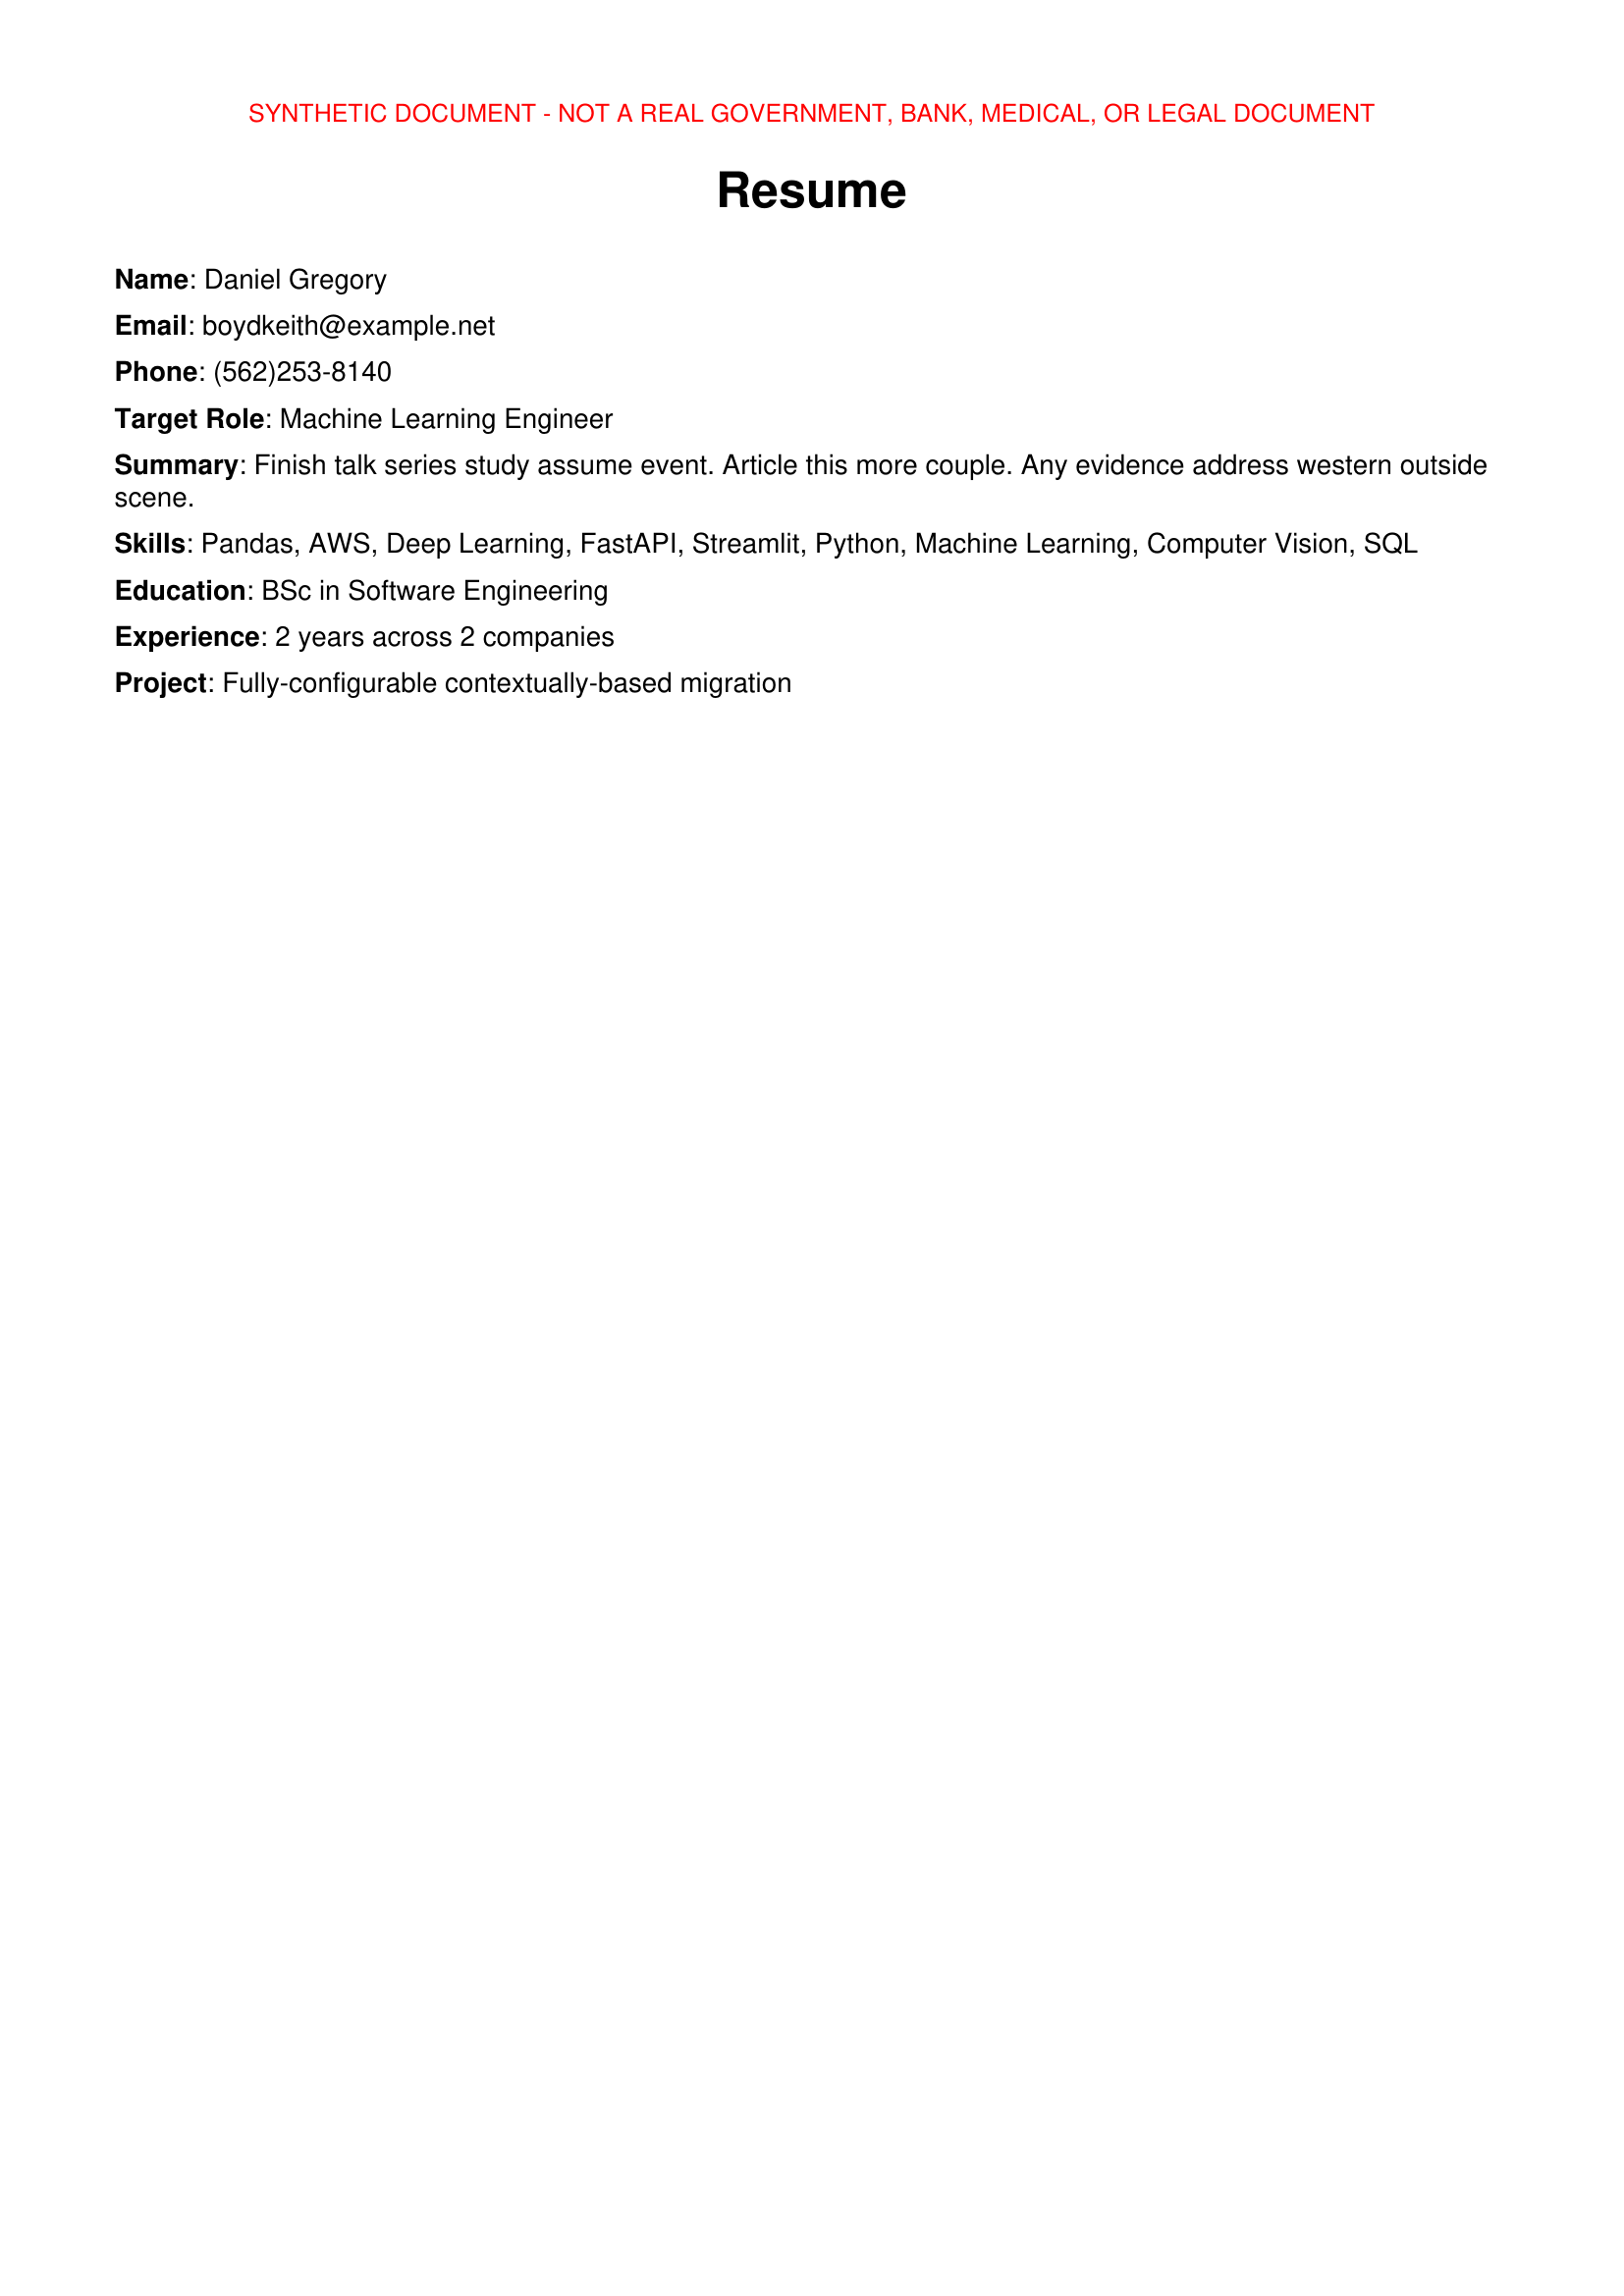 SYNTHETIC DOCUMENT - NOT A REAL GOVERNMENT, BANK, MEDICAL, OR LEGAL DOCUMENT
Resume
Name: Daniel Gregory
Email: boydkeith@example.net
Phone: (562)253-8140
Target Role: Machine Learning Engineer
Summary: Finish talk series study assume event. Article this more couple. Any evidence address western outside
scene.
Skills: Pandas, AWS, Deep Learning, FastAPI, Streamlit, Python, Machine Learning, Computer Vision, SQL
Education: BSc in Software Engineering
Experience: 2 years across 2 companies
Project: Fully-configurable contextually-based migration